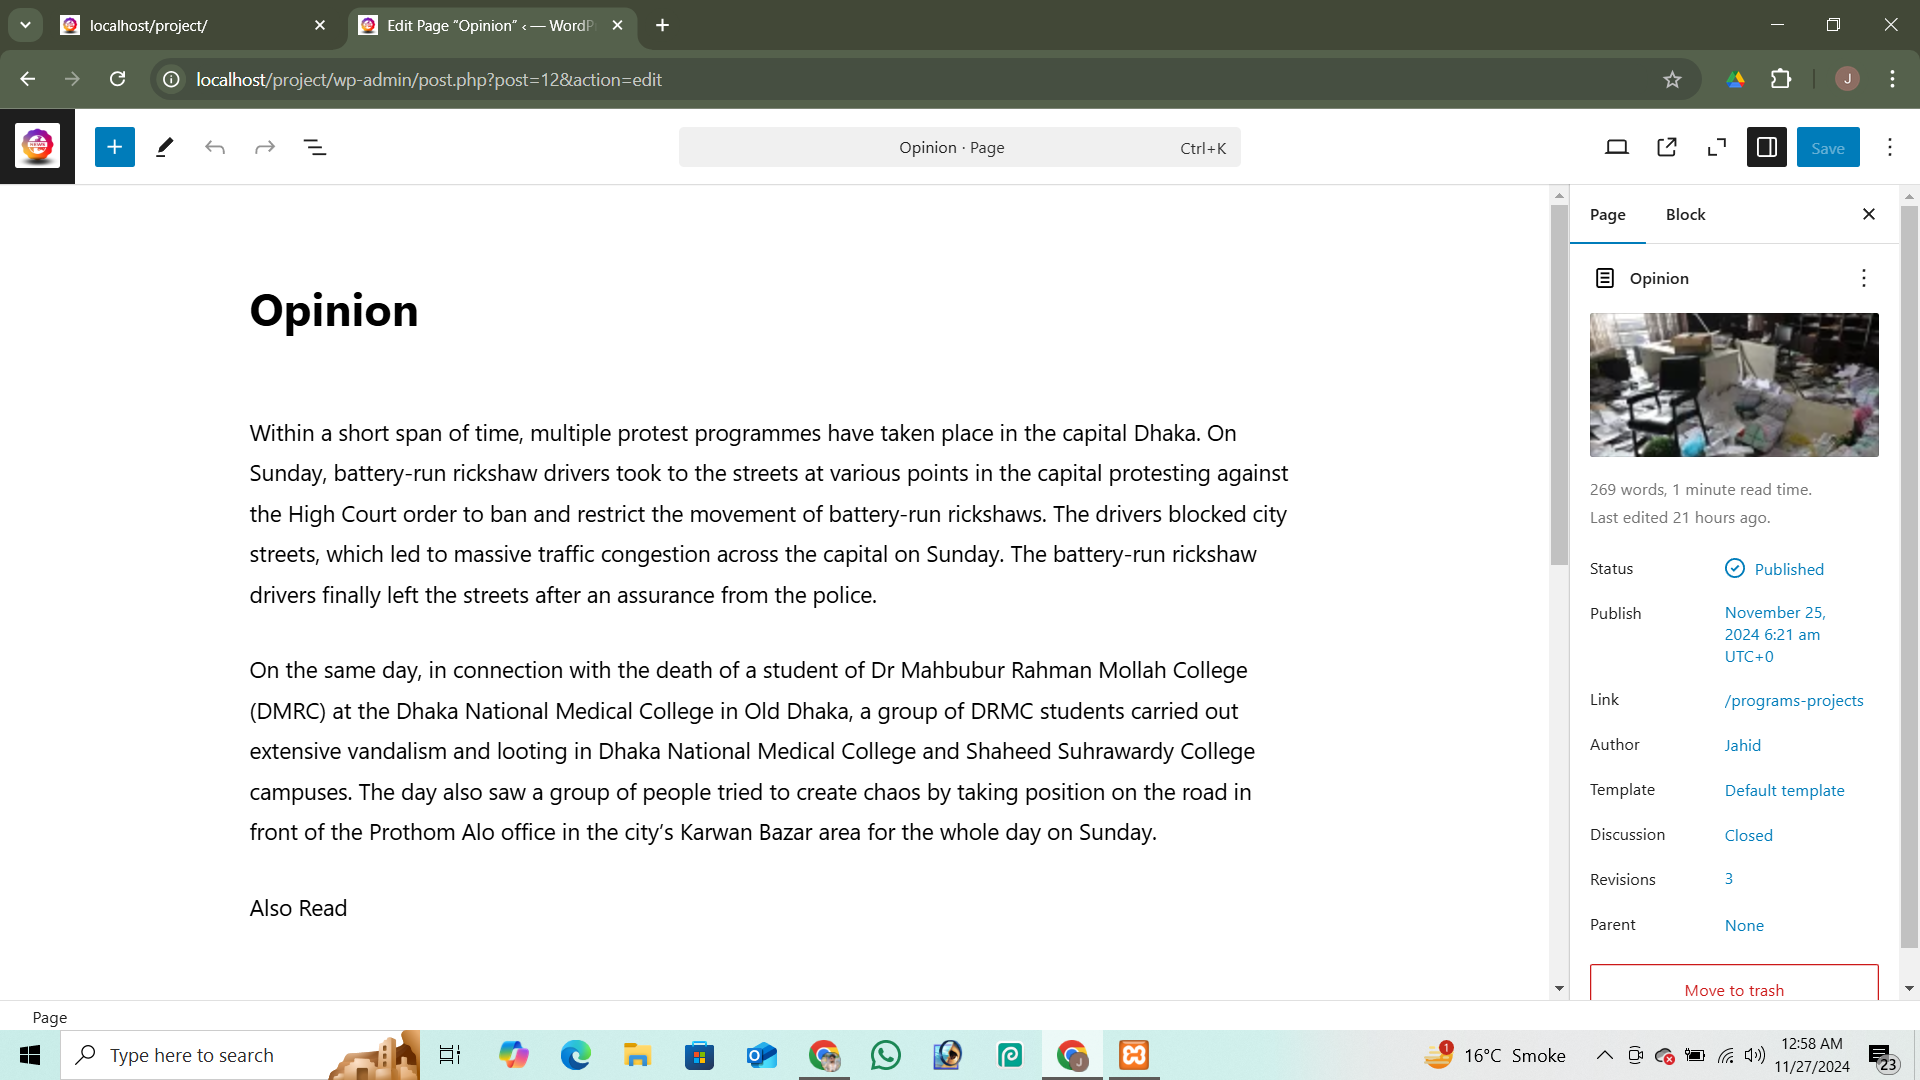 localhost/project/
Edit Page “Opinion” ‹ — WordP
localhost/project/wp-admin/post.php?post=12&action=edit
J
NEWS
Opinion · Page Ctrl+K
Save
Page Block
Opinion
Opinion
269 words, 1 minute read time.
Last edited 21 hours ago.
Status Published
Publish November 25,
2024 6:21 am
UTC+0
Link /programs-projects
Author Jahid
Template Default template
Discussion Closed
Revisions 3
Parent None
Move to trash
Within a short span of time, multiple protest programmes have taken place in the capital Dhaka. On
Sunday, battery-run rickshaw drivers took to the streets at various points in the capital protesting against
the High Court order to ban and restrict the movement of battery-run rickshaws. The drivers blocked city
streets, which led to massive traffic congestion across the capital on Sunday. The battery-run rickshaw
drivers finally left the streets after an assurance from the police.
On the same day, in connection with the death of a student of Dr Mahbubur Rahman Mollah College
(DMRC) at the Dhaka National Medical College in Old Dhaka, a group of DRMC students carried out
extensive vandalism and looting in Dhaka National Medical College and Shaheed Suhrawardy College
campuses. The day also saw a group of people tried to create chaos by taking position on the road in
front of the Prothom Alo office in the city’s Karwan Bazar area for the whole day on Sunday.
Also Read
Page
Type here to search
1
16°C Smoke
12:58 AM
11/27/2024
23